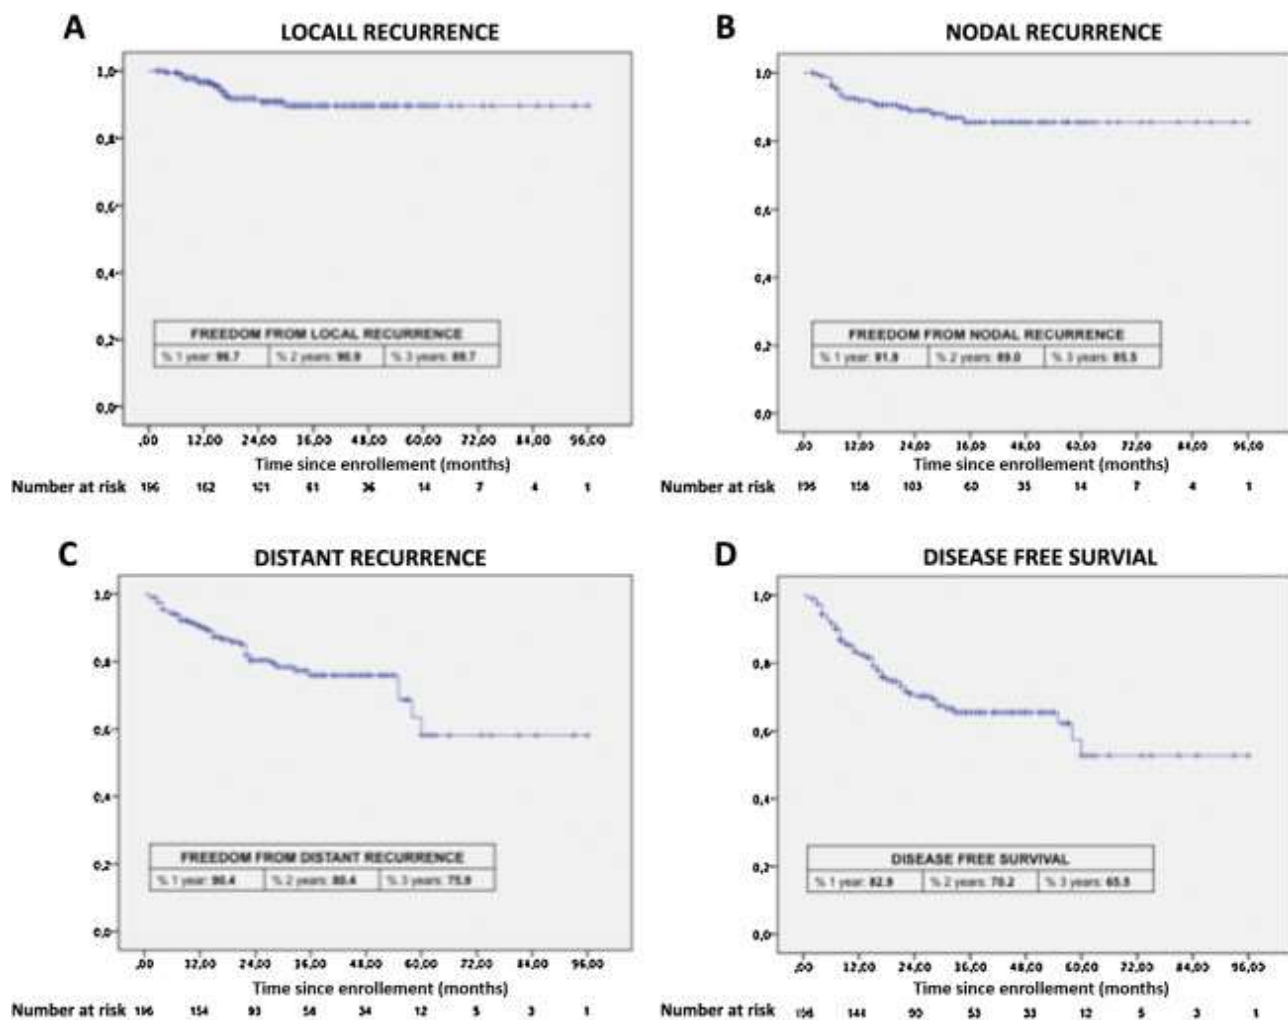 A
LOCALL RECURRENCE
1,0
0,8
0,6
0,4
0,2
0,0
FREEDOM FROM LOCAL RECURRENCE
% 1 year: 96.7 % 2 years: 90.9 % 3 years: 89.7
,00 12,00 24,00 36,00 48,00 60,00 72,00 84,00 96,00
Time since enrollement (months)
Number at risk 196 162 101 61 36 14 7 4 1
B
NODAL RECURRENCE
1,0
0,8
0,6
0,4
0,2
0,0
FREEDOM FROM NODAL RECURRENCE
% 1 year: 91.9 % 2 years: 89.0 % 3 years: 85.5
,00 12,00 24,00 36,00 48,00 60,00 72,00 84,00 96,00
Time since enrollement (months)
Number at risk 196 156 103 60 35 14 7 4 1
C
DISTANT RECURRENCE
1,0
0,8
0,6
0,4
0,2
0,0
FREEDOM FROM DISTANT RECURRENCE
% 1 year: 90.4 % 2 years: 80.4 % 3 years: 75.9
,00 12,00 24,00 36,00 48,00 60,00 72,00 84,00 96,00
Time since enrollement (months)
Number at risk 196 154 93 58 34 12 5 3 1
D
DISEASE FREE SURVIAL
1,0
0,8
0,6
0,4
0,2
0,0
DISEASE FREE SURVIVAL
% 1 year: 82.9 % 2 years: 70.2 % 3 years: 65.5
,00 12,00 24,00 36,00 48,00 60,00 72,00 84,00 96,00
Time since enrollement (months)
Number at risk 196 144 90 53 33 12 5 3 1